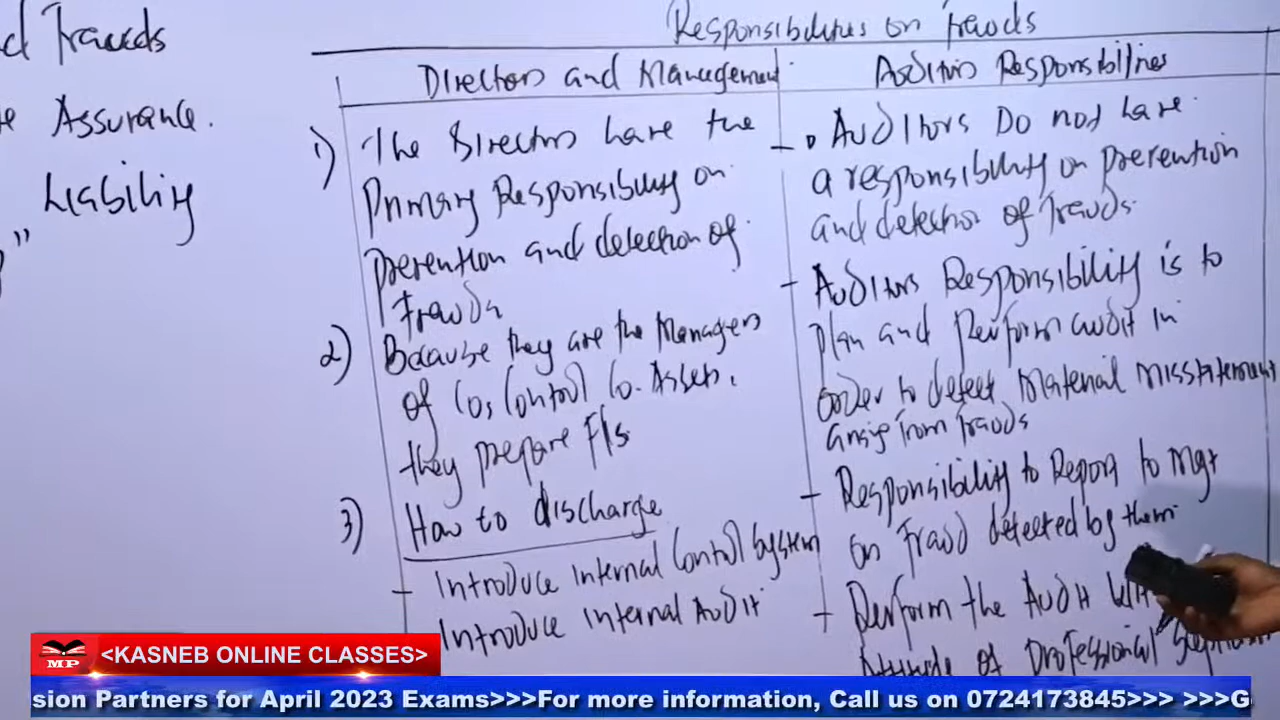 d Frauds
Assurance.
Liability
"
Responsibilities on Frauds
Directors and Management
1) The Directors have the
Primary Responsibility on
prevention and detection of
Frauds
2) Because they are the Managers
of Cos Control Co. Assets.
they prepare F/s
3) How to discharge
- Introduce Internal Control System
Introduce Internal Audit
Auditors Responsibilities
- Auditors Do not have
a responsibility on prevention
and detection of Frauds.
- Auditors Responsibility is to
Plan and Perform audit in
order to detect Material misstatement
arising from Frauds
- Responsibility to Report to Mgt
on Fraud detected by them
- Perform the Audit
Attitude of Professional
MP
<KASNEB ONLINE CLASSES>
sion Partners for April 2023 Exams>>>For more information, Call us on 0724173845>>> >>>G